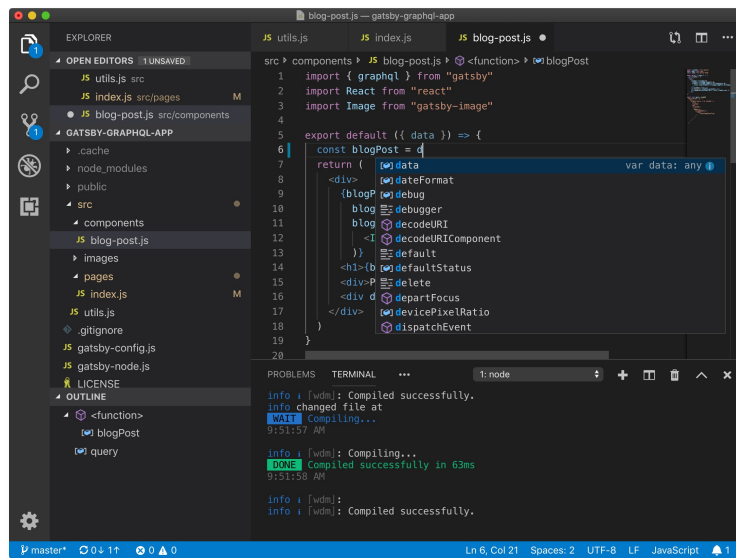 blog-post.js — gatsby-graphql-app
EXPLORER
OPEN EDITORS 1 UNSAVED
JS utils.js src
JS index.js src/pages M
JS blog-post.js src/components
GATSBY-GRAPHQL-APP
.cache
node_modules
public
src
components
JS blog-post.js
images
pages
JS index.js M
JS utils.js
.gitignore
JS gatsby-config.js
JS gatsby-node.js
LICENSE
OUTLINE
<function>
blogPost
query
1
1
JS utils.js JS index.js JS blog-post.js
src components JS blog-post.js <function> blogPost
1 import { graphql } from "gatsby"
2 import React from "react"
3 import Image from "gatsby-image"
4
5 export default ({ data }) => {
6 const blogPost = d
7 return (
8 <div>
9 {blogP
10 blog
11 blog
12 <I
13 )}
14 <h1>{b
15 <div>P
16 <div d
17 </div>
18 )
19 }
20
data var data: any
dateFormat
debug
debugger
decodeURI
decodeURIComponent
default
defaultStatus
delete
departFocus
devicePixelRatio
dispatchEvent
PROBLEMS TERMINAL ••• 1: node
info i ⌈wdm⌋: Compiled successfully.
info changed file at
WAIT Compiling...
9:51:57 AM
info i ⌈wdm⌋: Compiling...
DONE Compiled successfully in 63ms
9:51:58 AM
info i ⌈wdm⌋:
info i ⌈wdm⌋: Compiled successfully.
master* 0↓ 1↑ 0 0 Ln 6, Col 21 Spaces: 2 UTF-8 LF JavaScript 1